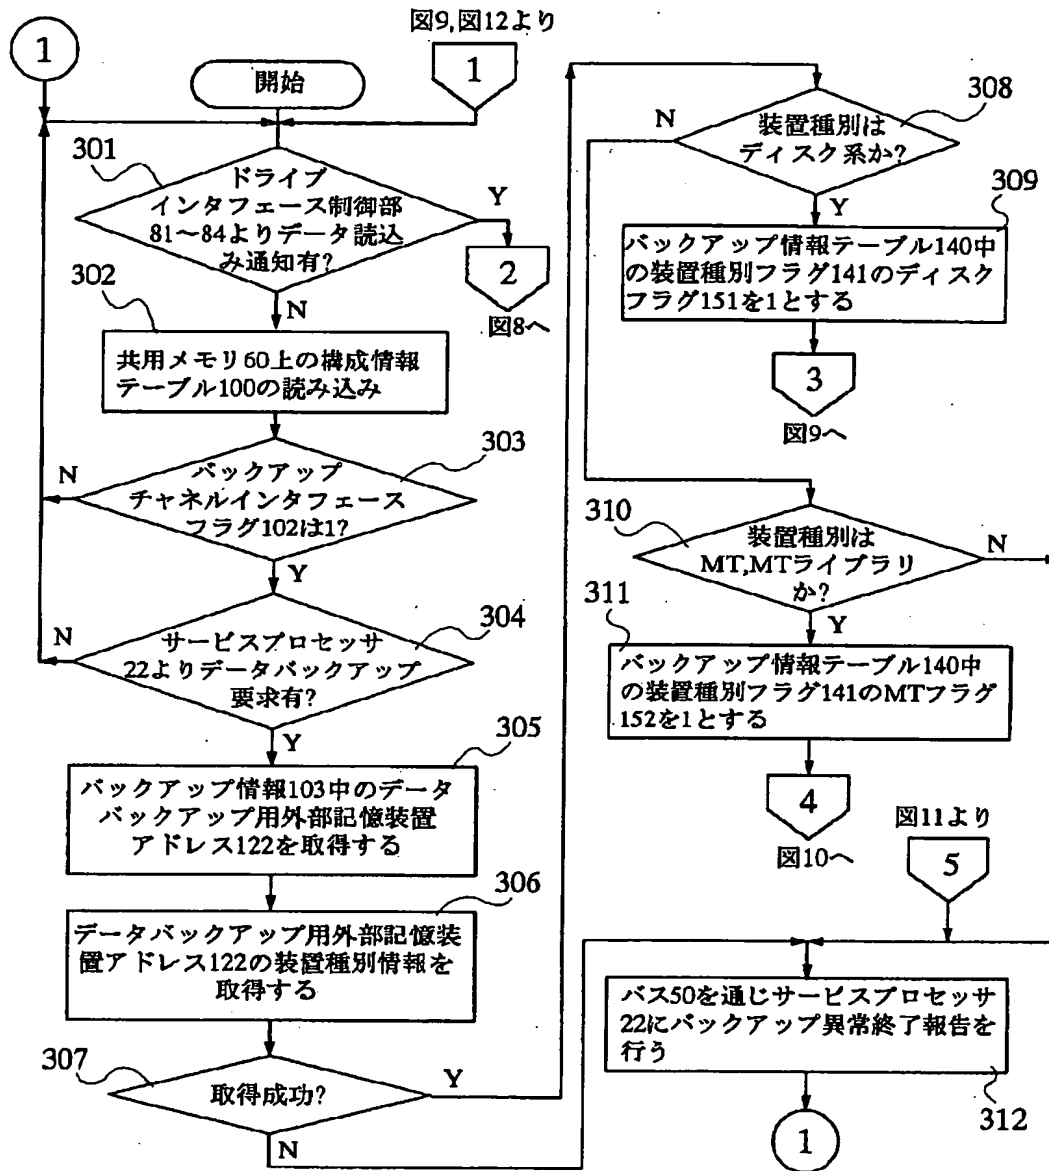 1
開始
図9,図12より
1
301
ドライブ
インタフェース制御部
81〜84よりデータ読込
み通知有?
Y
2
図8へ
N
302
共用メモリ60上の構成情報
テーブル100の読み込み
303
バックアップ
チャネルインタフェース
フラグ102は1?
N
Y
304
サービスプロセッサ
22よりデータバックアップ
要求有?
N
Y
305
バックアップ情報103中のデータ
バックアップ用外部記憶装置
アドレス122を取得する
306
データバックアップ用外部記憶装
置アドレス122の装置種別情報を
取得する
307
取得成功?
Y
N
308
装置種別は
ディスク系か?
N
Y
309
バックアップ情報テーブル140中
の装置種別フラグ141のディスク
フラグ151を1とする
3
図9へ
310
装置種別は
MT,MTライブラリ
か?
N
Y
311
バックアップ情報テーブル140中
の装置種別フラグ141のMTフラグ
152を1とする
4
図10へ
図11より
5
バス50を通じサービスプロセッサ
22にバックアップ異常終了報告を
行う
312
1